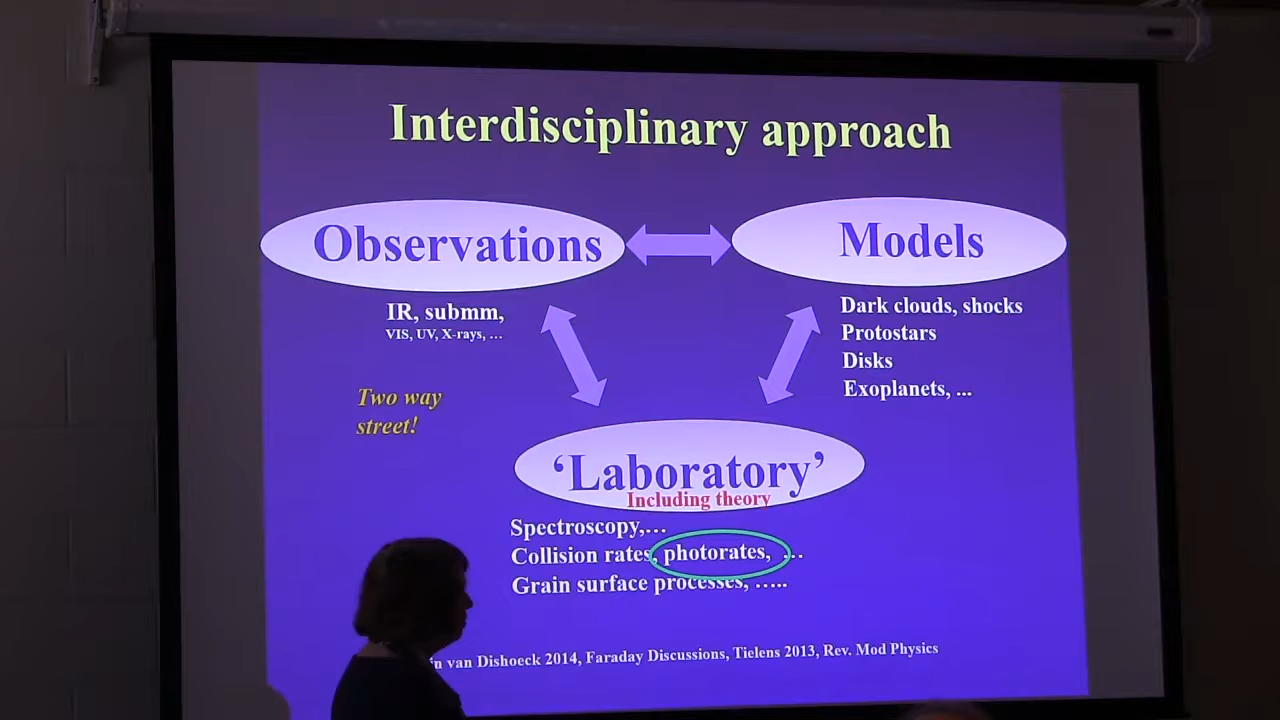 Interdisciplinary approach
Observations
Models
IR, submm,
VIS, UV, X-rays, …
Dark clouds, shocks
Protostars
Disks
Exoplanets, ...
Two way
street!
‘Laboratory’
Including theory
Spectroscopy,…
Collision rates, photorates, …
Grain surface processes, …..
van Dishoeck 2014, Faraday Discussions, Tielens 2013, Rev. Mod Physics